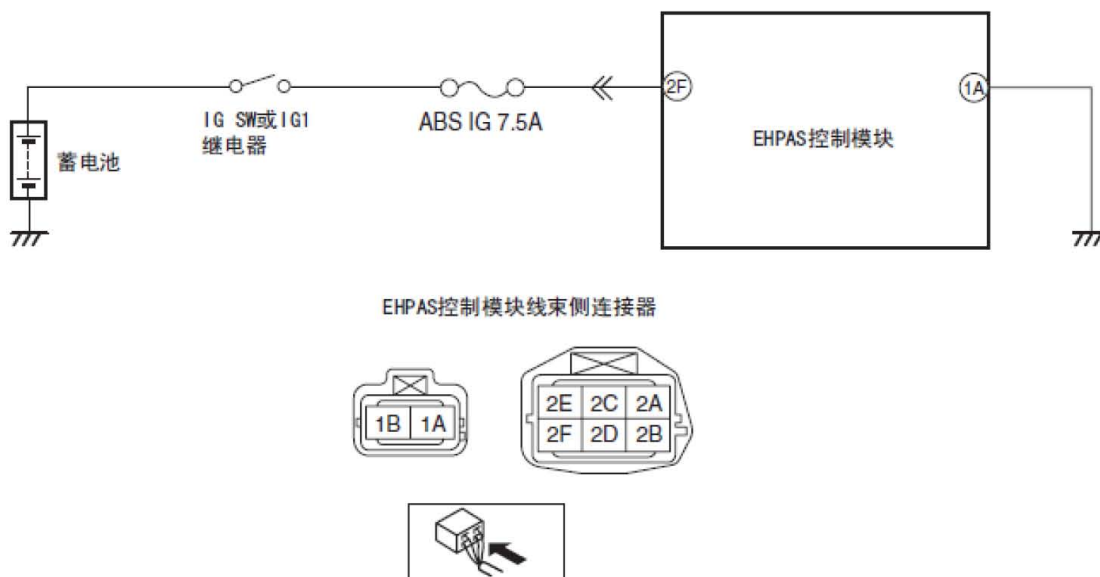 2F
1A
IG SW或IG1
继电器
ABS IG 7.5A
EHPAS控制模块
蓄电池
EHPAS控制模块线束侧连接器
1B 1A
2E 2C 2A
2F 2D 2B